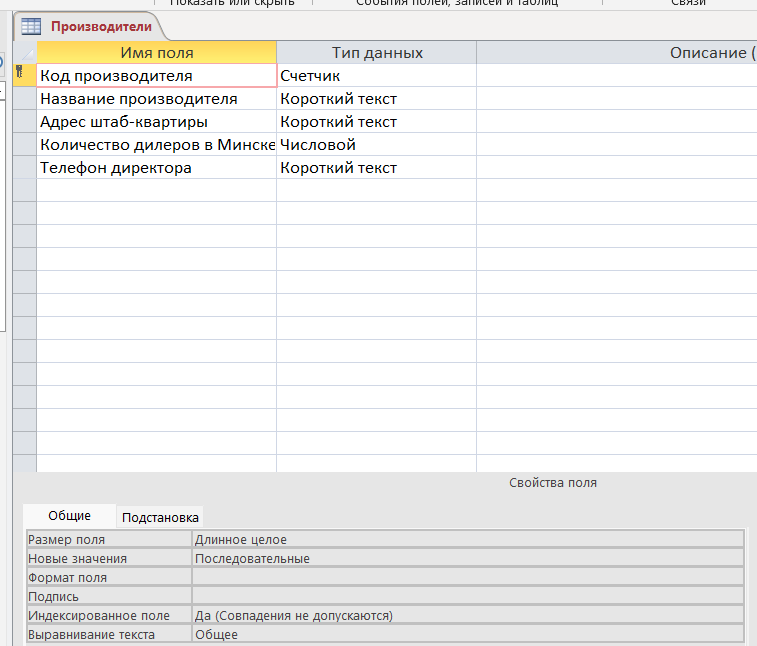 Показать или скрыть События полей, записей и таблиц Связи
Производители
Имя поля Тип данных Описание (
Код производителя Счетчик
Название производителя Короткий текст
Адрес штаб-квартиры Короткий текст
Количество дилеров в Минске Числовой
Телефон директора Короткий текст
Свойства поля
Общие Подстановка
Размер поля Длинное целое
Новые значения Последовательные
Формат поля
Подпись
Индексированное поле Да (Совпадения не допускаются)
Выравнивание текста Общее